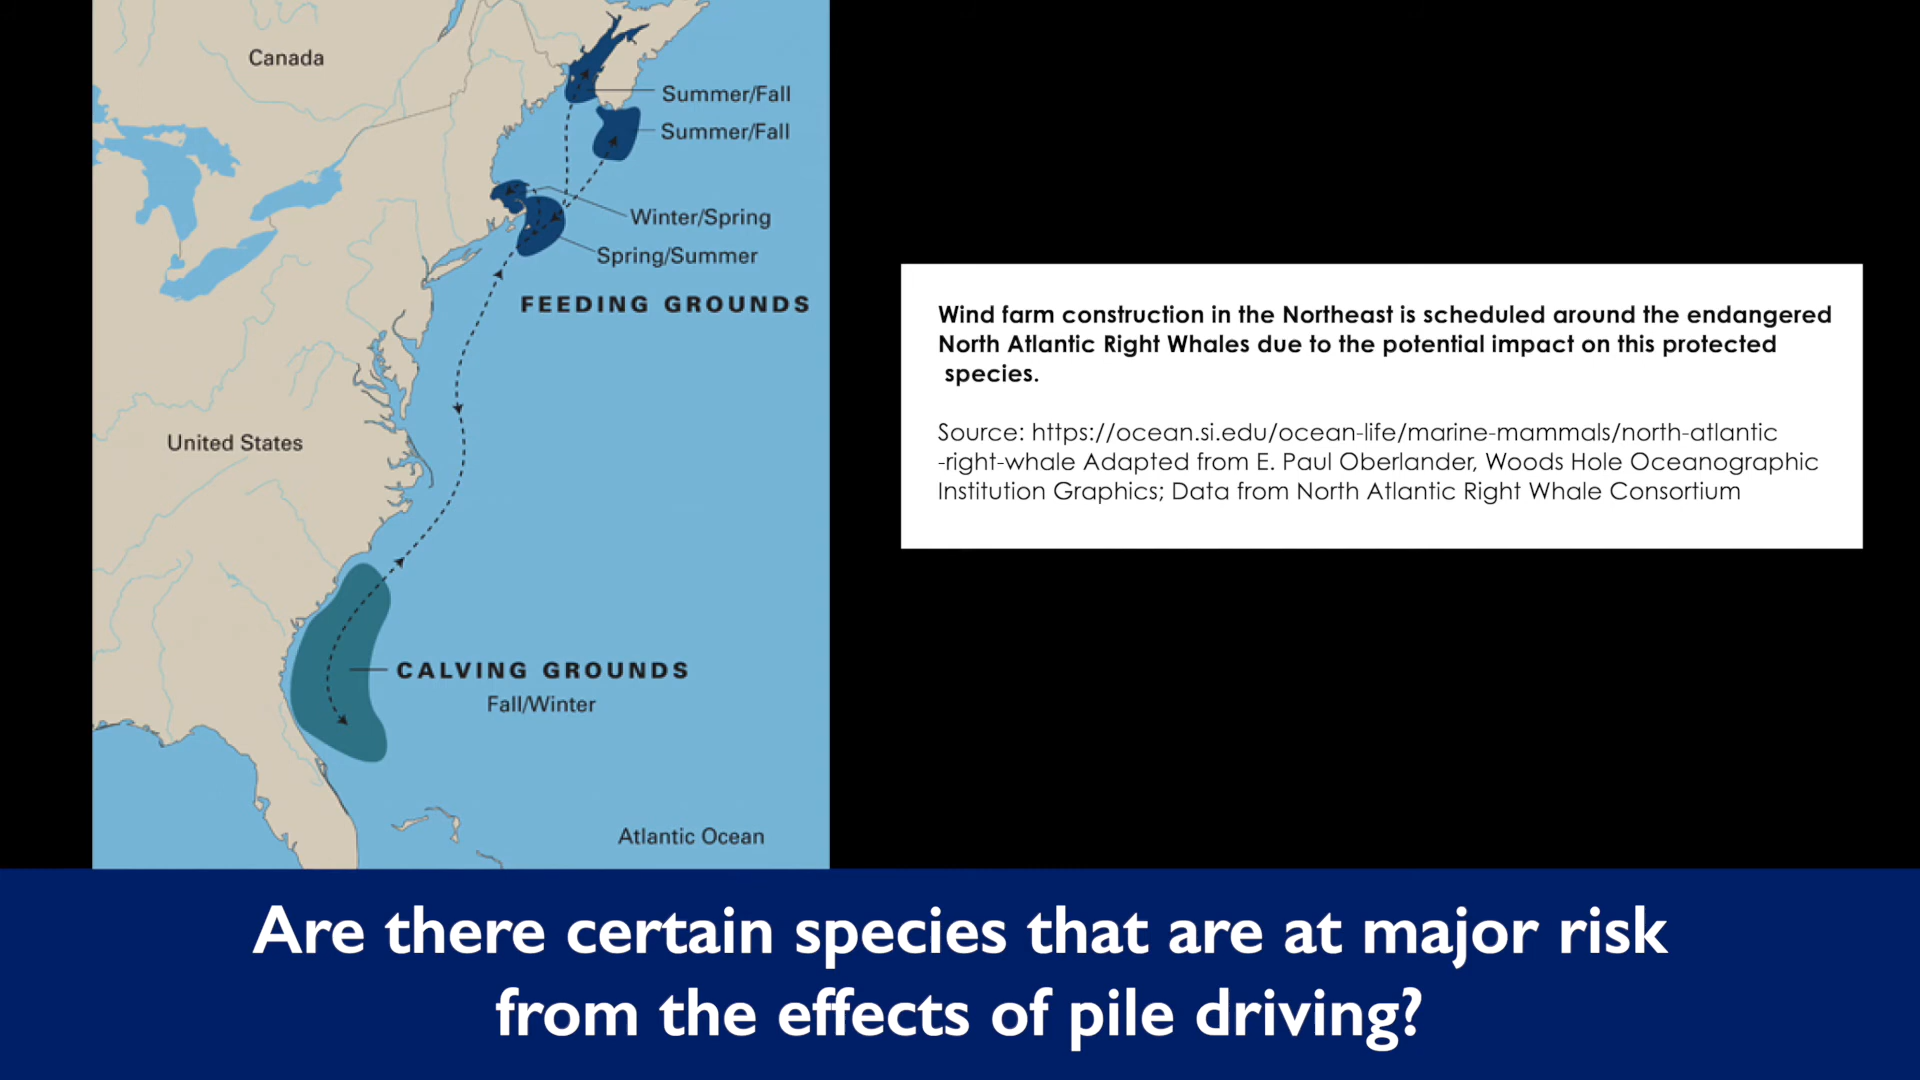 Canada
Summer/Fall
Summer/Fall
Winter/Spring
Spring/Summer
FEEDING GROUNDS
United States
CALVING GROUNDS
Fall/Winter
Atlantic Ocean
Wind farm construction in the Northeast is scheduled around the endangered
North Atlantic Right Whales due to the potential impact on this protected
species.
Source: https://ocean.si.edu/ocean-life/marine-mammals/north-atlantic
-right-whale Adapted from E. Paul Oberlander, Woods Hole Oceanographic
Institution Graphics; Data from North Atlantic Right Whale Consortium
Are there certain species that are at major risk
from the effects of pile driving?